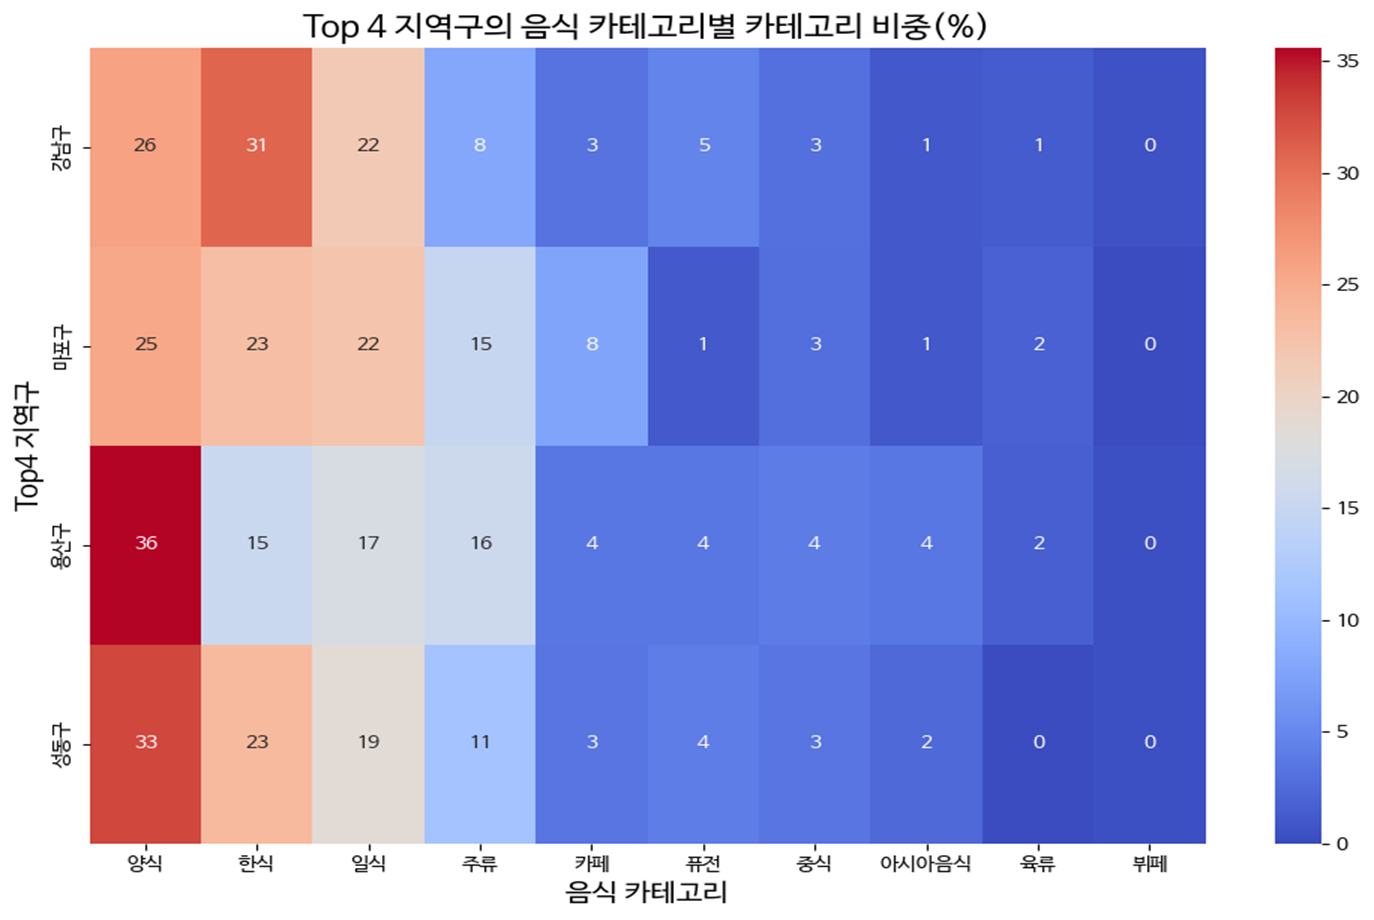 Top 4 지역구의 음식 카테고리별 카테고리 비중(%)
Top4 지역구
강남구 26 31 22 8 3 5 3 1 1 0
마포구 25 23 22 15 8 1 3 1 2 0
용산구 36 15 17 16 4 4 4 4 2 0
성동구 33 23 19 11 3 4 3 2 0 0
양식 한식 일식 주류 카페 퓨전 중식 아시아음식 육류 뷔페
음식 카테고리
35
30
25
20
15
10
5
0